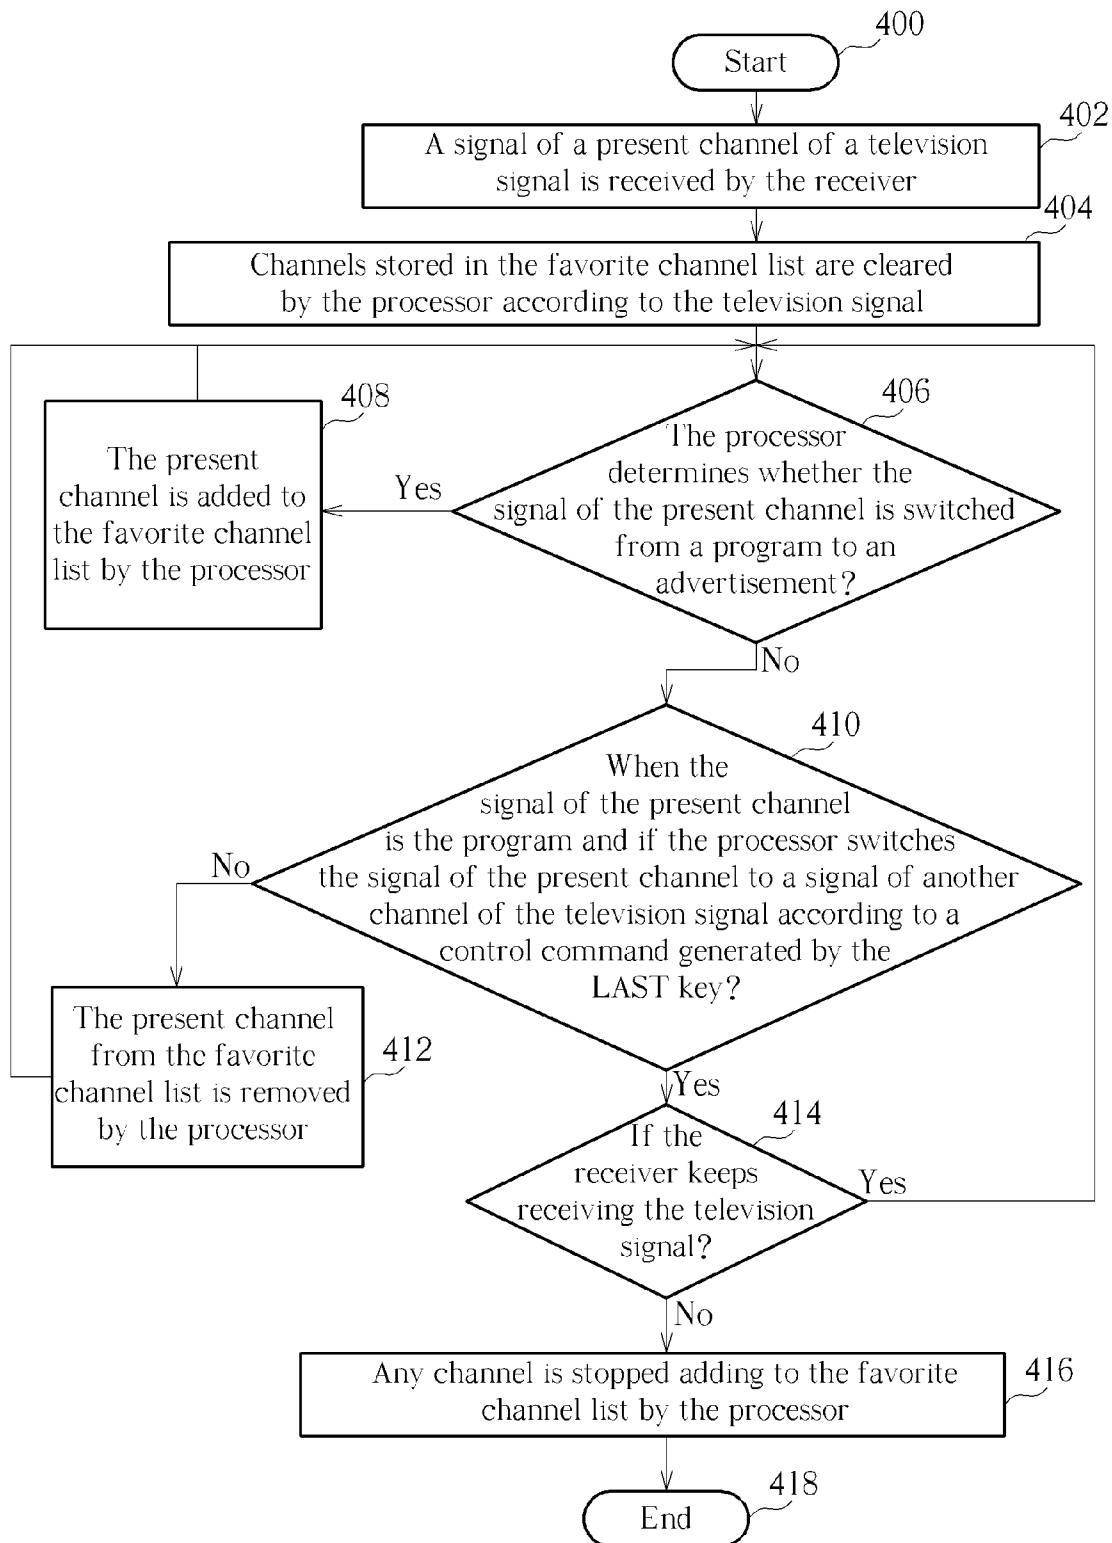 400
Start
402
A signal of a present channel of a television
signal is received by the receiver
404
Channels stored in the favorite channel list are cleared
by the processor according to the television signal
406
The processor
determines whether the
signal of the present channel is switched
from a program to an
advertisement?
Yes
408
The present
channel is added to
the favorite channel
list by the processor
No
410
When the
signal of the present channel
is the program and if the processor switches
the signal of the present channel to a signal of another
channel of the television signal according to a
control command generated by the
LAST key?
No
412
The present channel
from the favorite
channel list is removed
by the processor
Yes
414
If the
receiver keeps
receiving the television
signal?
Yes
No
416
Any channel is stopped adding to the favorite
channel list by the processor
418
End